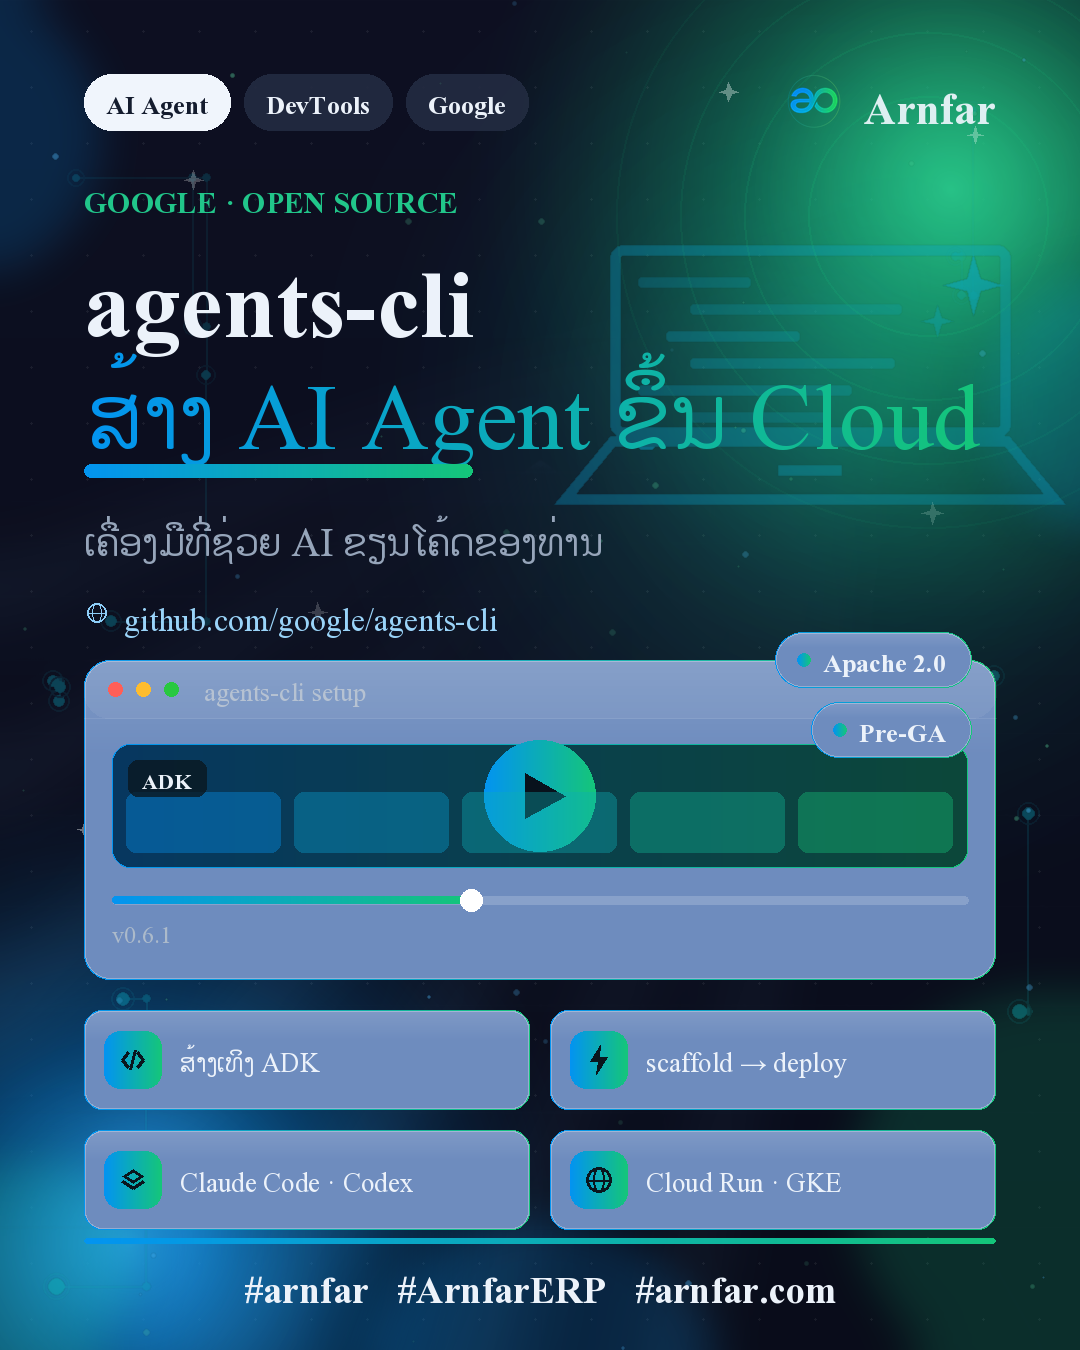 AI Agent DevTools Google
Arnfar
GOOGLE · OPEN SOURCE
agents-cli
ສ້າງ AI Agent ຂຶ້ນ Cloud
ເຄື່ອງມືທີ່ຊ່ວຍ AI ຂຽນໂຄ້ດຂອງທ່ານ
github.com/google/agents-cli
Apache 2.0
agents-cli setup
Pre-GA
ADK
v0.6.1
ສ້າງເທິງ ADK
scaffold → deploy
Claude Code · Codex
Cloud Run · GKE
#arnfar #ArnfarERP #arnfar.com